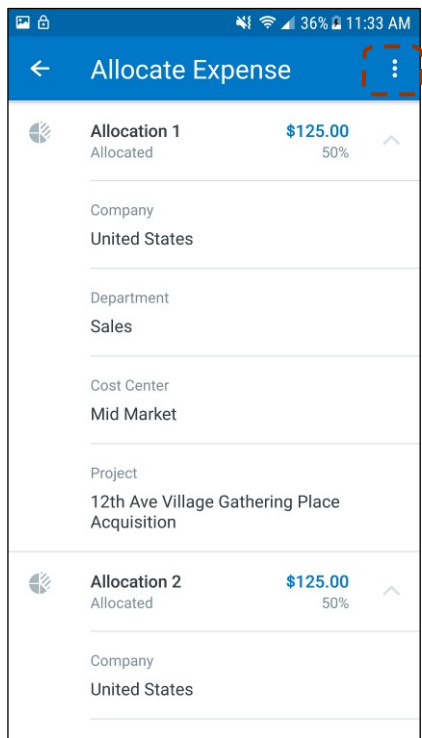 36% 11:33 AM
Allocate Expense
Allocation 1 $125.00
Allocated 50%
Company
United States
Department
Sales
Cost Center
Mid Market
Project
12th Ave Village Gathering Place
Acquisition
Allocation 2 $125.00
Allocated 50%
Company
United States